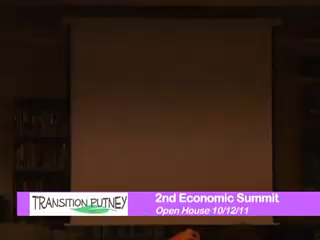 TRANSITION PUTNEY
2nd Economic Summit
Open House 10/12/11